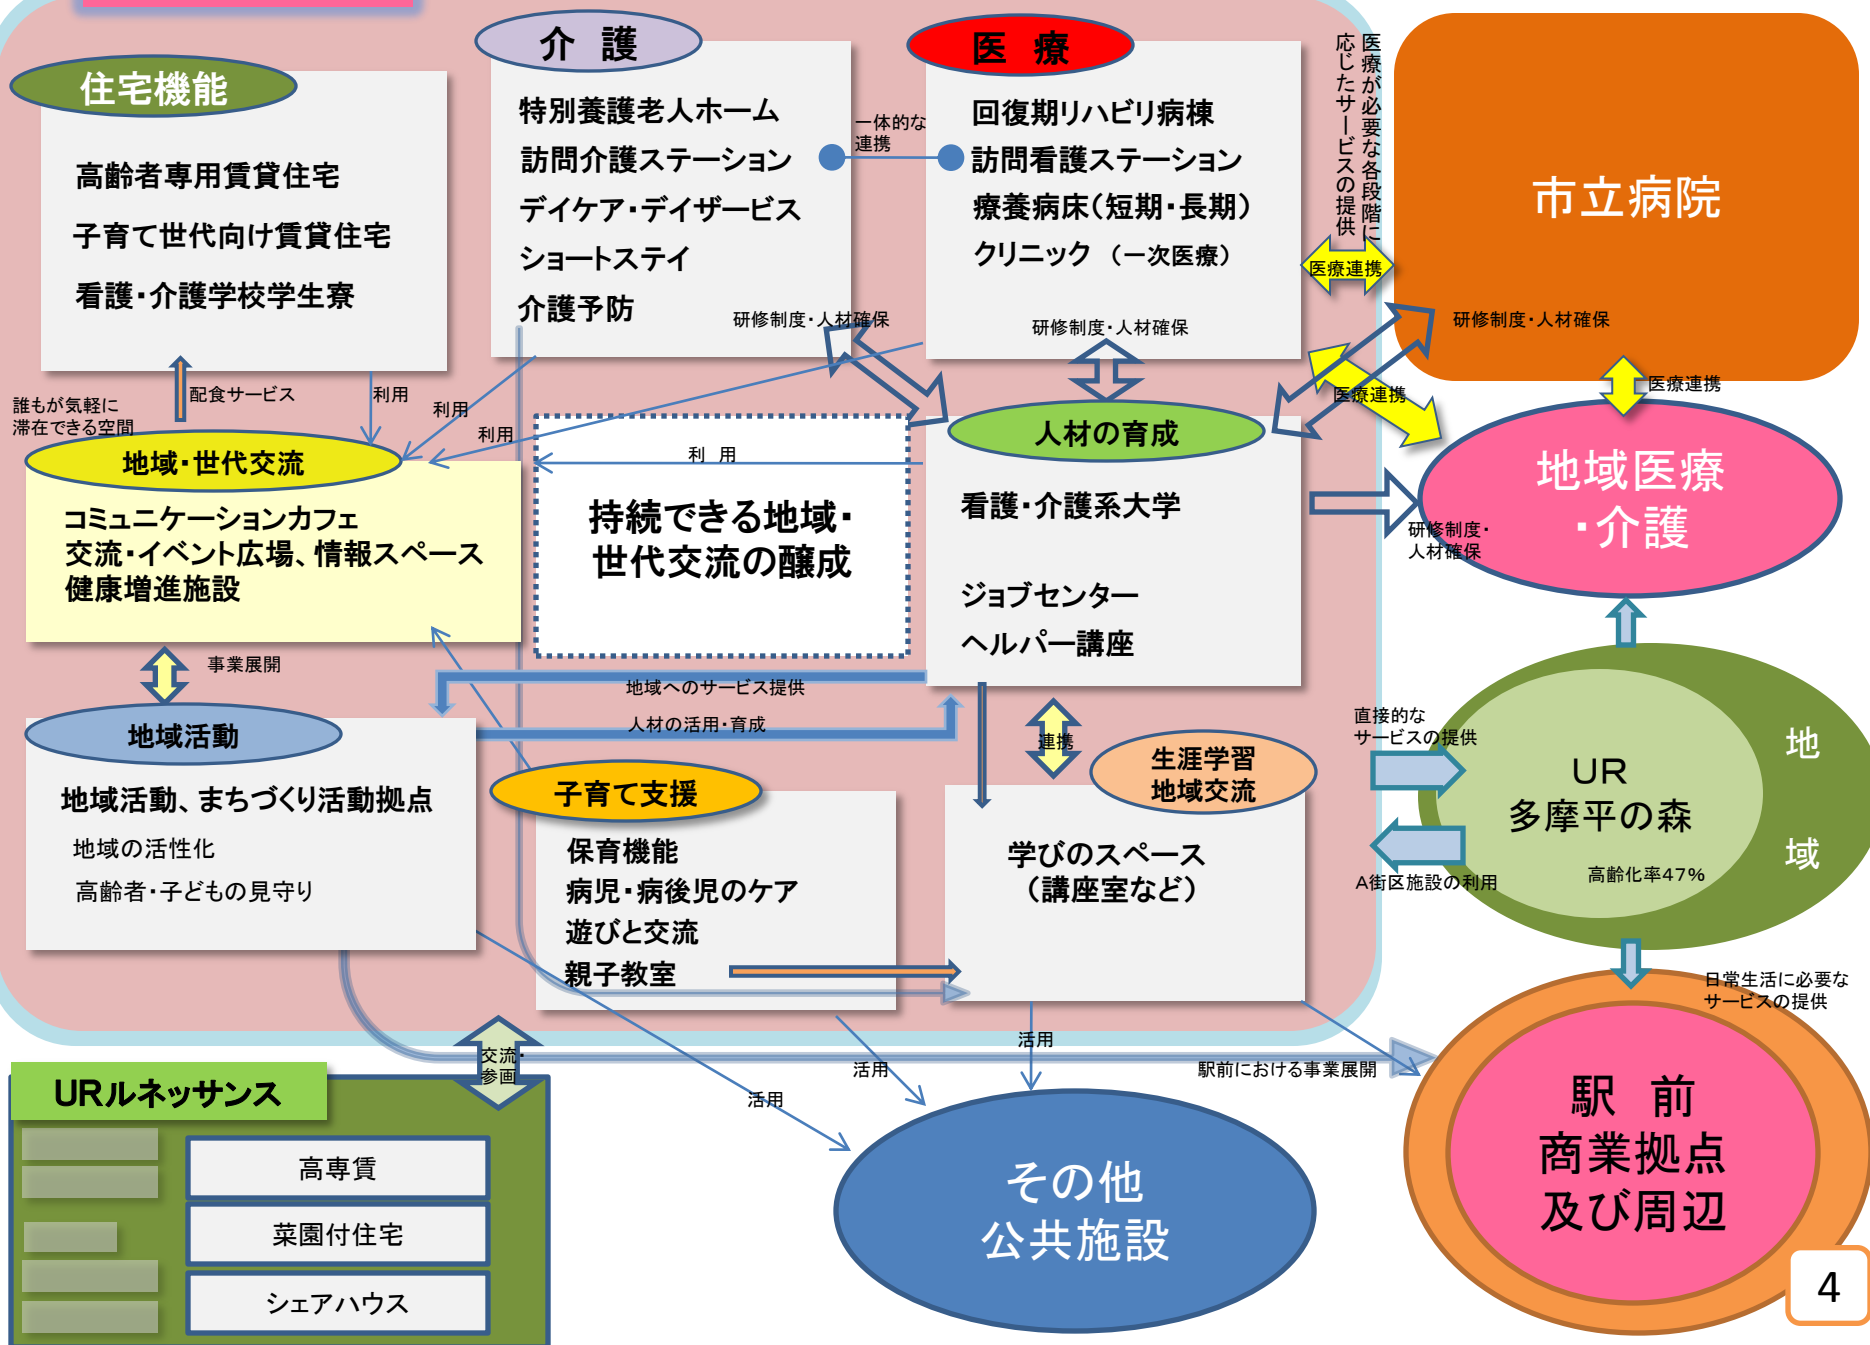 住宅機能
高齢者専用賃貸住宅
子育て世代向け賃貸住宅
看護・介護学校学生寮
介　護
特別養護老人ホーム
訪問介護ステーション
デイケア・デイザービス
ショートステイ
介護予防
一体的な
連携
医　療
回復期リハビリ病棟
訪問看護ステーション
療養病床（短期・長期）
クリニック　（一次医療）
医療が必要な各段階に
応じたサービスの提供
市立病院
医療連携
研修制度・人材確保
研修制度・人材確保
研修制度・人材確保
医療連携
医療連携
配食サービス
利用
利用
利用
誰もが気軽に
滞在できる空間
地域・世代交流
コミュニケーションカフェ
交流・イベント広場、情報スペース
健康増進施設
利　用
持続できる地域・
世代交流の醸成
人材の育成
看護・介護系大学
ジョブセンター
ヘルパー講座
地域医療
・介護
研修制度・
人材確保
事業展開
地域へのサービス提供
人材の活用・育成
連携
地域活動
地域活動、まちづくり活動拠点
地域の活性化
高齢者・子どもの見守り
子育て支援
保育機能
病児・病後児のケア
遊びと交流
親子教室
生涯学習
地域交流
学びのスペース
（講座室など）
直接的な
サービスの提供
A街区施設の利用
UR
多摩平の森
高齢化率47%
地
域
日常生活に必要な
サービスの提供
交流・
参画
活用
活用
活用
駅前における事業展開
URルネッサンス
高専賃
菜園付住宅
シェアハウス
その他
公共施設
駅　前
商業拠点
及び周辺
4